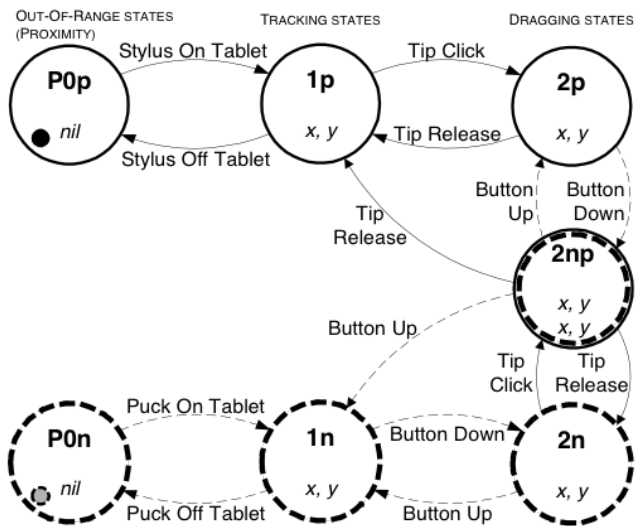 OUT-OF-RANGE STATES
(PROXIMITY)
TRACKING STATES
DRAGGING STATES
P0p
nil
Stylus On Tablet
Stylus Off Tablet
1p
x, y
Tip Click
Tip Release
2p
x, y
Button
Up
Button
Down
Tip
Release
2np
x, y
x, y
Button Up
Tip
Click
Tip
Release
P0n
nil
Puck On Tablet
Puck Off Tablet
1n
x, y
Button Down
Button Up
2n
x, y